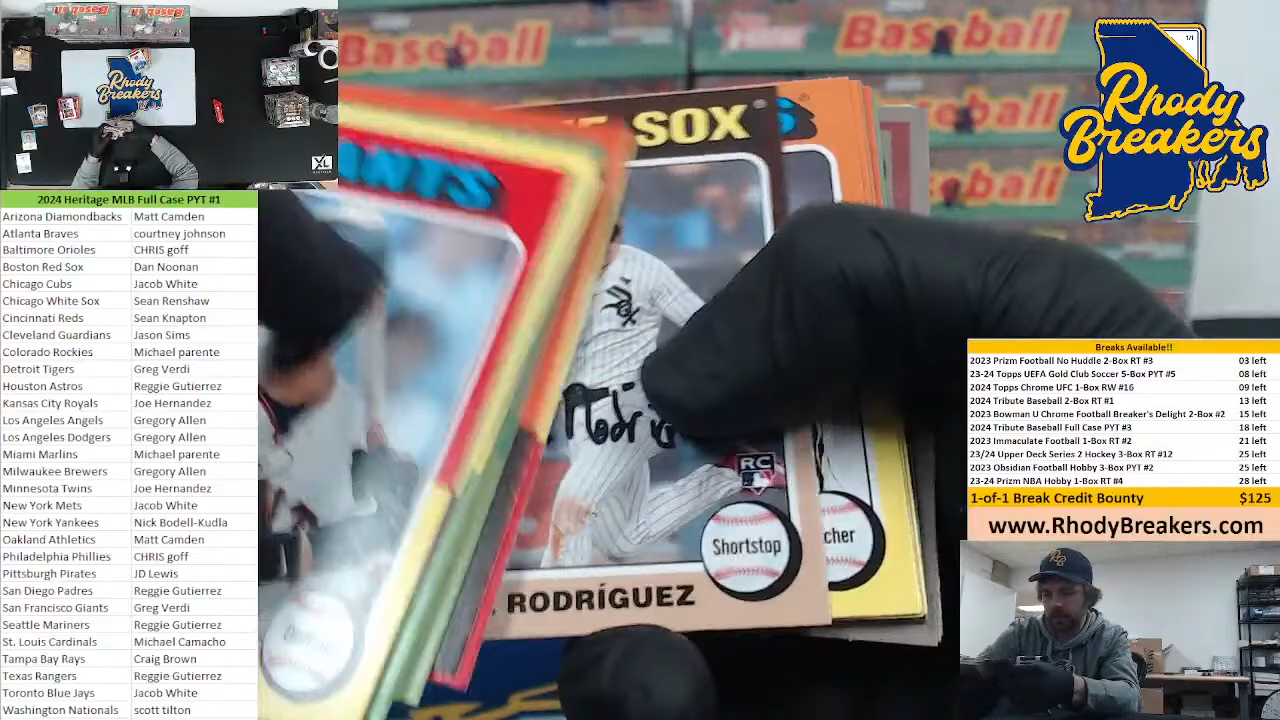 Baseball
Baseball
Rhody
Breakers
XL
2024 Heritage MLB Full Case PYT #1
Arizona Diamondbacks Matt Camden
Atlanta Braves courtney johnson
Baltimore Orioles CHRIS goff
Boston Red Sox Dan Noonan
Chicago Cubs Jacob White
Chicago White Sox Sean Renshaw
Cincinnati Reds Sean Knapton
Cleveland Guardians Jason Sims
Colorado Rockies Michael parente
Detroit Tigers Greg Verdi
Houston Astros Reggie Gutierrez
Kansas City Royals Joe Hernandez
Los Angeles Angels Gregory Allen
Los Angeles Dodgers Gregory Allen
Miami Marlins Michael parente
Milwaukee Brewers Gregory Allen
Minnesota Twins Joe Hernandez
New York Mets Jacob White
New York Yankees Nick Bodell-Kudla
Oakland Athletics Matt Camden
Philadelphia Phillies CHRIS goff
Pittsburgh Pirates JD Lewis
San Diego Padres Reggie Gutierrez
San Francisco Giants Greg Verdi
Seattle Mariners Reggie Gutierrez
St. Louis Cardinals Michael Camacho
Tampa Bay Rays Craig Brown
Texas Rangers Reggie Gutierrez
Toronto Blue Jays Jacob White
Washington Nationals scott tilton
Baseball
Baseball
eball
eball
NTS
SOX
S
RC
Shortstop
cher
RODRÍGUEZ
1/1
Rhody
Breakers
Breaks Available!!
2023 Prizm Football No Huddle 2-Box RT #3 03 left
23-24 Topps UEFA Gold Club Soccer 5-Box PYT #5 08 left
2024 Topps Chrome UFC 1-Box RW #16 09 left
2024 Tribute Baseball 2-Box RT #1 13 left
2023 Bowman U Chrome Football Breaker's Delight 2-Box #2 15 left
2024 Tribute Baseball Full Case PYT #3 18 left
2023 Immaculate Football 1-Box RT #2 21 left
23/24 Upper Deck Series 2 Hockey 3-Box RT #12 25 left
2023 Obsidian Football Hobby 3-Box PYT #2 25 left
23-24 Prizm NBA Hobby 1-Box RT #4 28 left
1-of-1 Break Credit Bounty $125
www.RhodyBreakers.com
RB